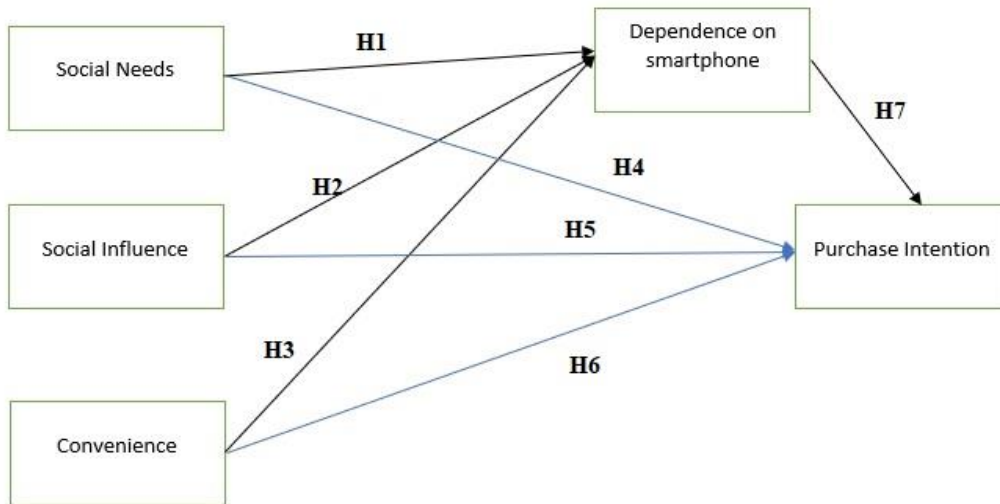 H1
Dependence on
smartphone
Social Needs
H7
H4
H2
H5
Social Influence
Purchase Intention
H3
H6
Convenience